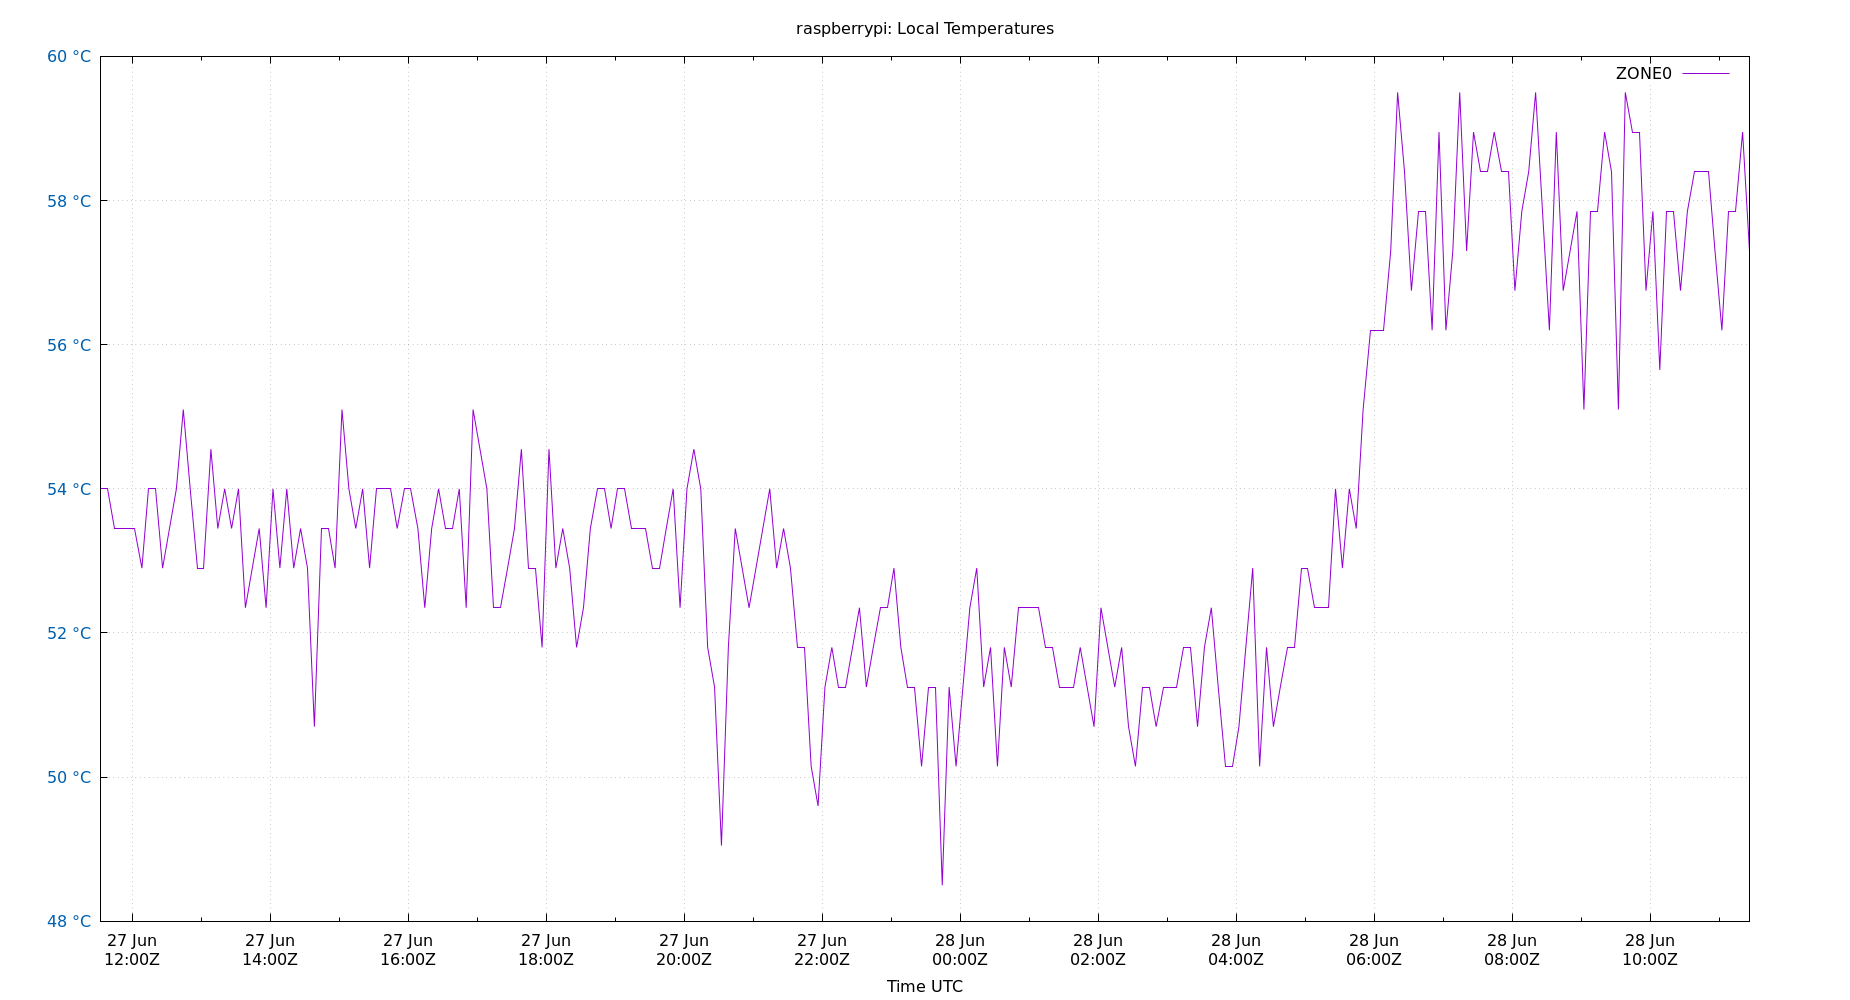 raspberrypi: Local Temperatures
60 °C
ZONE0
58 °C
56 °C
54 °C
52 °C
50 °C
48 °C
27 Jun 27 Jun 27 Jun 27 Jun 27 Jun 27 Jun 28 Jun 28 Jun 28 Jun 28 Jun 28 Jun 28 Jun
12:00Z 14:00Z 16:00Z 18:00Z 20:00Z 22:00Z 00:00Z 02:00Z 04:00Z 06:00Z 08:00Z 10:00Z
Time UTC